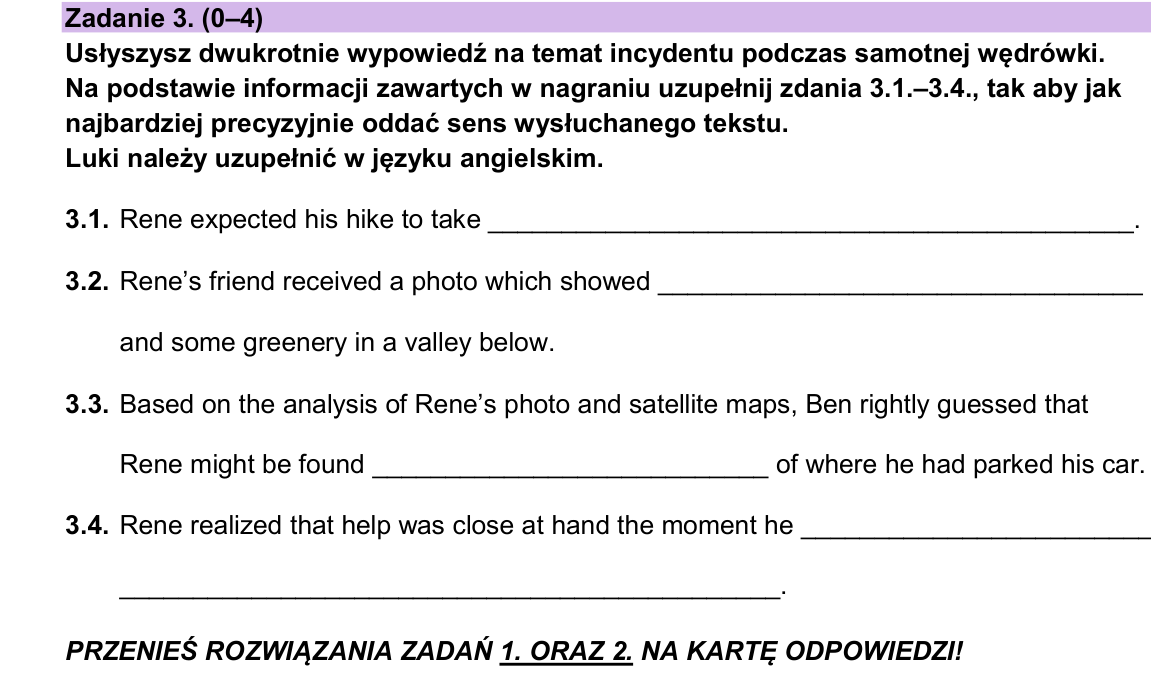 Zadanie 3. (0–4)
Usłyszysz dwukrotnie wypowiedź na temat incydentu podczas samotnej wędrówki.
Na podstawie informacji zawartych w nagraniu uzupełnij zdania 3.1.–3.4., tak aby jak
najbardziej precyzyjnie oddać sens wysłuchanego tekstu.
Luki należy uzupełnić w języku angielskim.
3.1. Rene expected his hike to take ______________________________________________.
3.2. Rene’s friend received a photo which showed __________________________________
and some greenery in a valley below.
3.3. Based on the analysis of Rene’s photo and satellite maps, Ben rightly guessed that
Rene might be found ____________________________ of where he had parked his car.
3.4. Rene realized that help was close at hand the moment he _________________________
_______________________________________________.
PRZENIEŚ ROZWIĄZANIA ZADAŃ 1. ORAZ 2. NA KARTĘ ODPOWIEDZI!